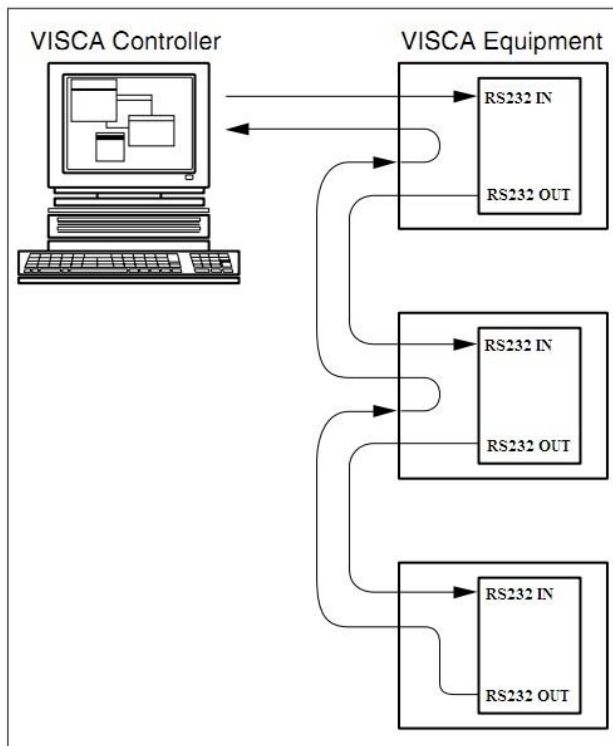 VISCA Controller
VISCA Equipment
RS232 IN
RS232 OUT
RS232 IN
RS232 OUT
RS232 IN
RS232 OUT